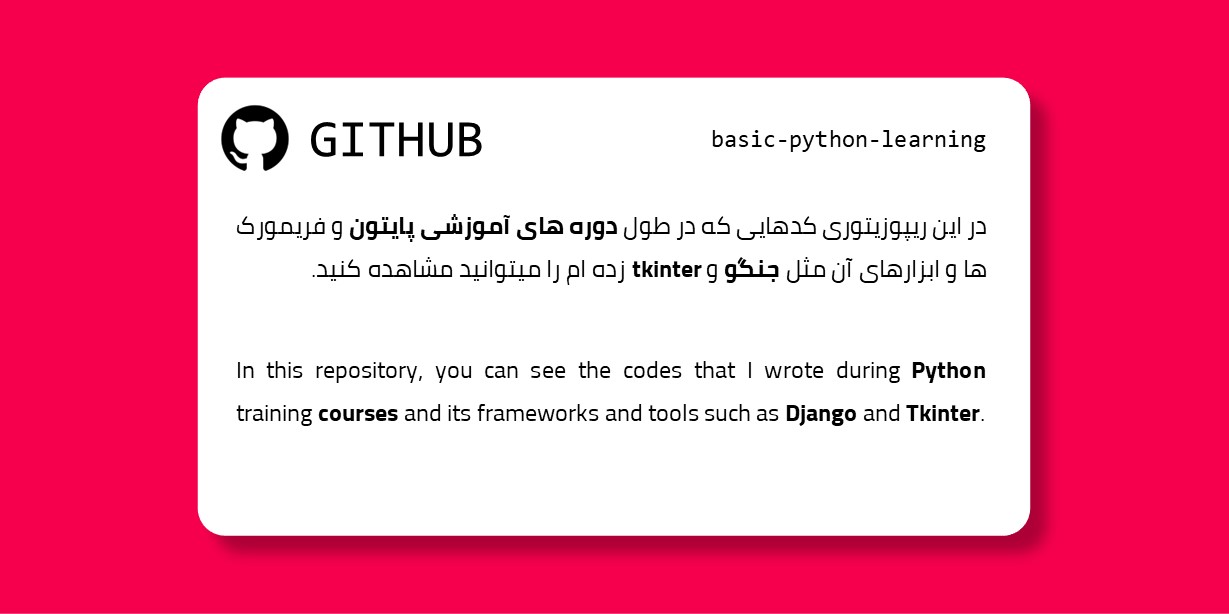 GITHUB
basic-python-learning
در این ریپوزیتوری کدهایی که در طول دوره های آموزشی پایتون و فریمورک
ها و ابزارهای آن مثل جنگو و tkinter زده ام را میتوانید مشاهده کنید.
In this repository, you can see the codes that I wrote during Python
training courses and its frameworks and tools such as Django and Tkinter.